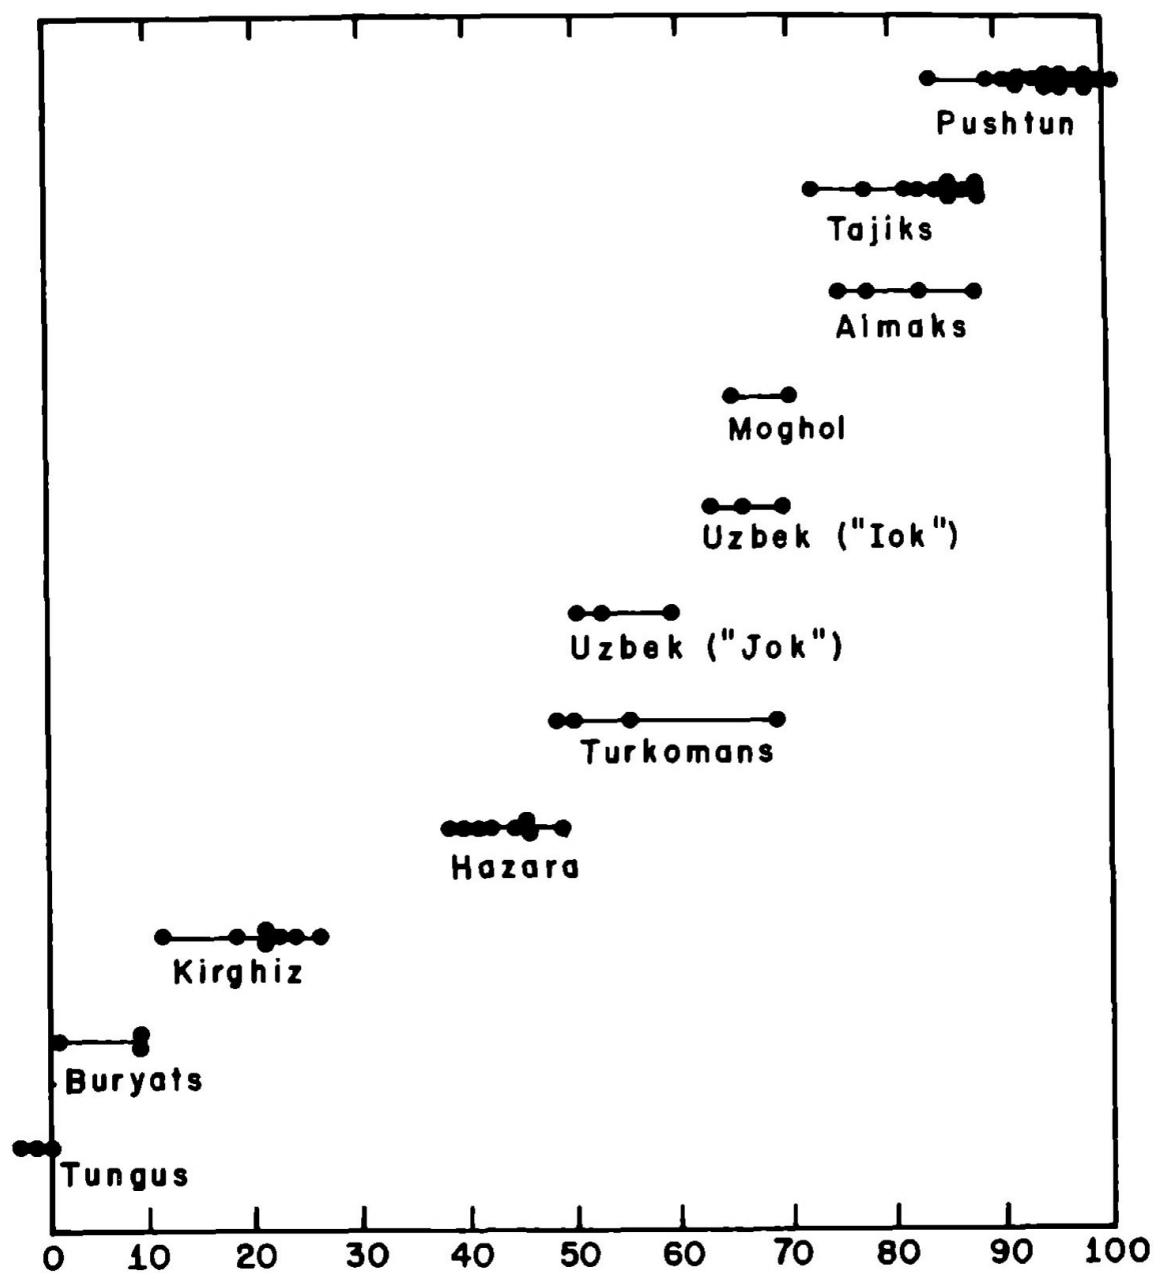 Pushtun
Tajiks
Aimaks
Moghol
Uzbek ("Iok")
Uzbek ("Jok")
Turkomans
Hazara
Kirghiz
Buryats
Tungus
0 10 20 30 40 50 60 70 80 90 100